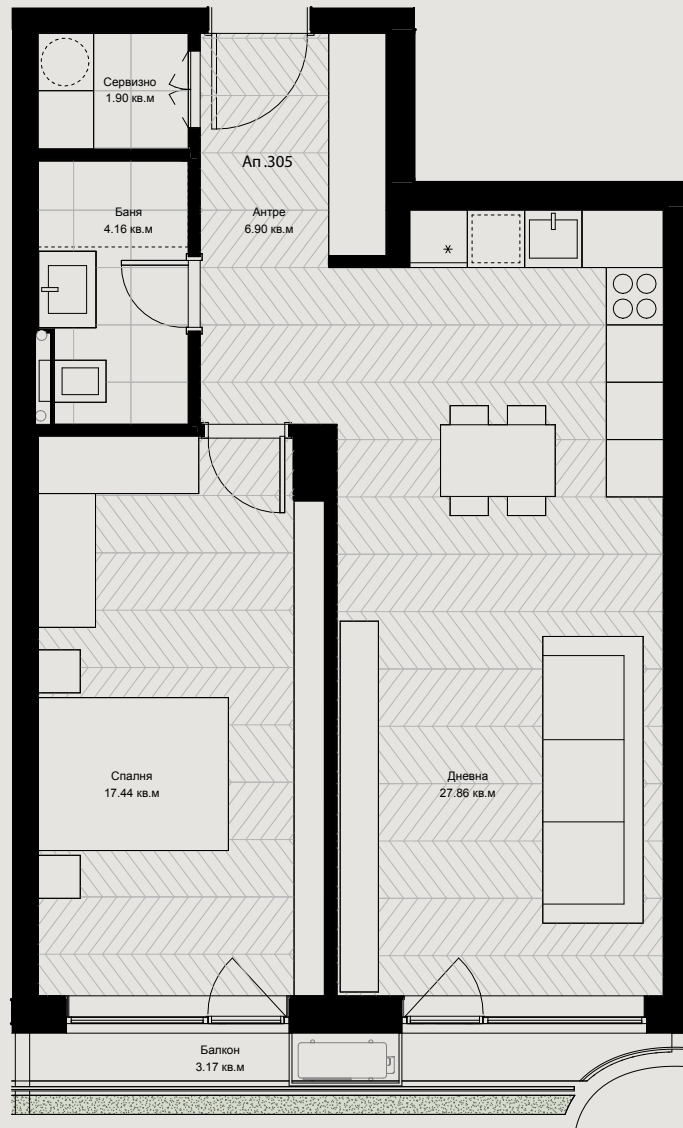 Сервизно
1.90 кв.м
Ап .305
Баня
4.16 кв.м
Антре
6.90 кв.м
*
Спалня
17.44 кв.м
Дневна
27.86 кв.м
Балкон
3.17 кв.м